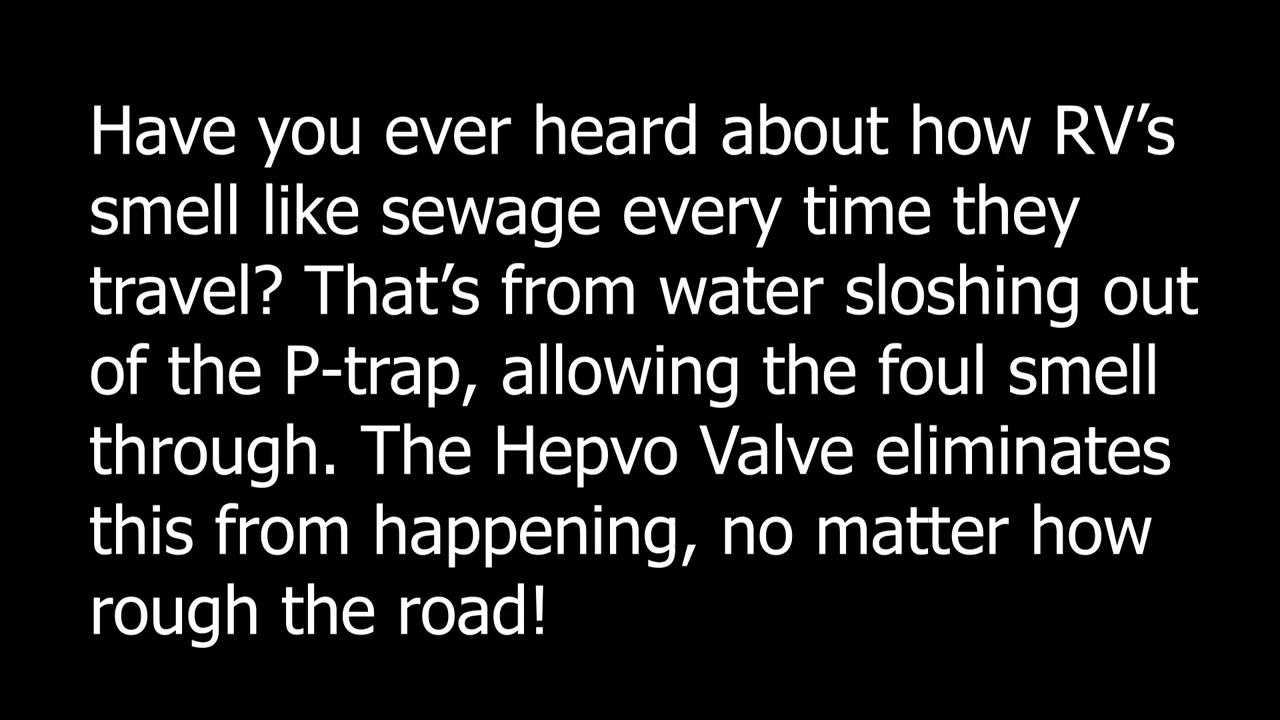 Have you ever heard about how RV’s
smell like sewage every time they
travel? That’s from water sloshing out
of the P-trap, allowing the foul smell
through. The Hepvo Valve eliminates
this from happening, no matter how
rough the road!